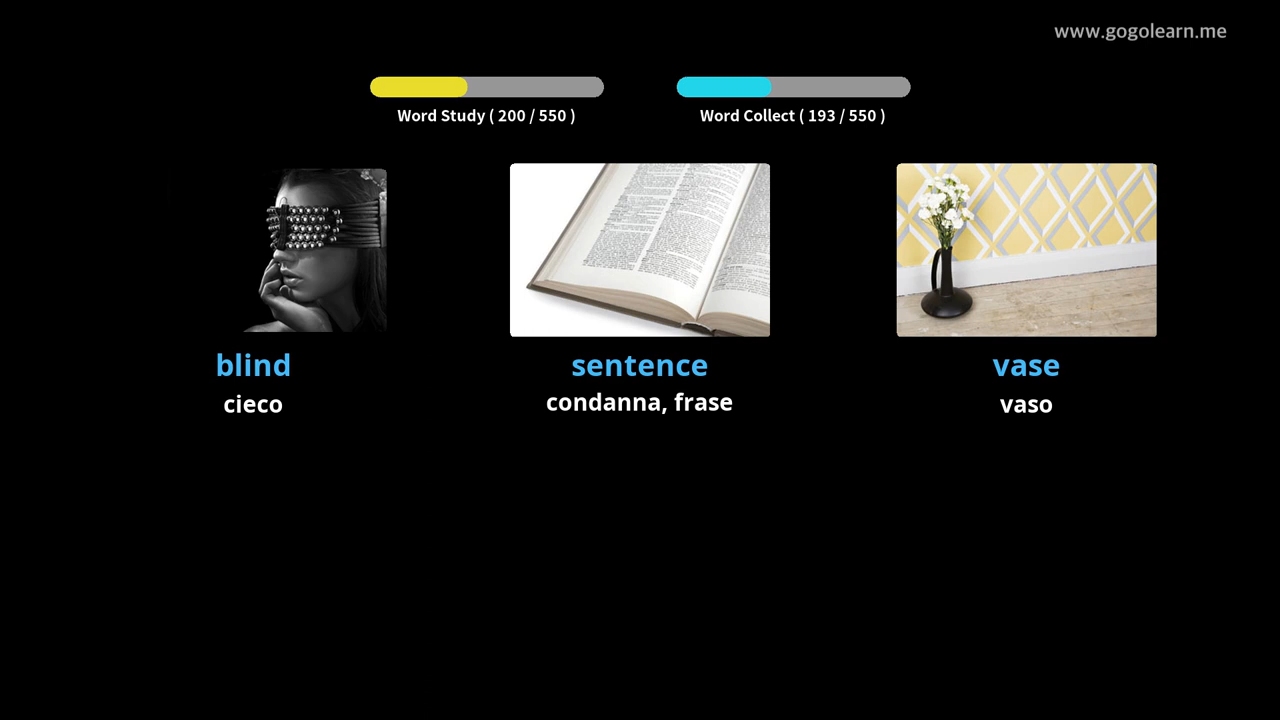 www.gogolearn.me
Word Study ( 200 / 550 )
Word Collect ( 193 / 550 )
blind
sentence
vase
cieco
condanna, frase
vaso